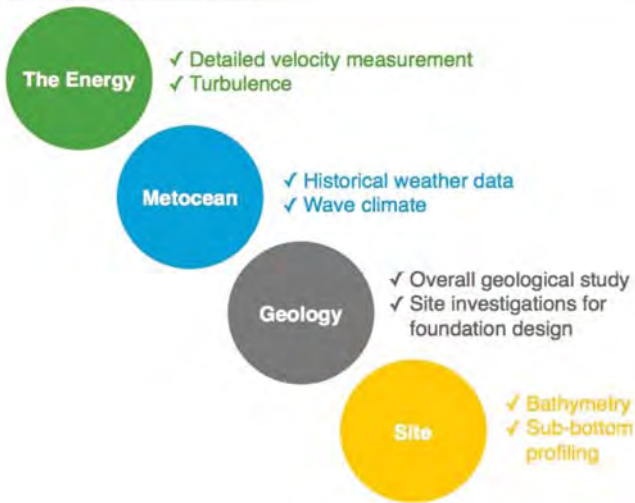 The Energy
✓ Detailed velocity measurement
✓ Turbulence
Metocean
✓ Historical weather data
✓ Wave climate
Geology
✓ Overall geological study
✓ Site investigations for
foundation design
Site
✓ Bathymetry
✓ Sub-bottom
profiling